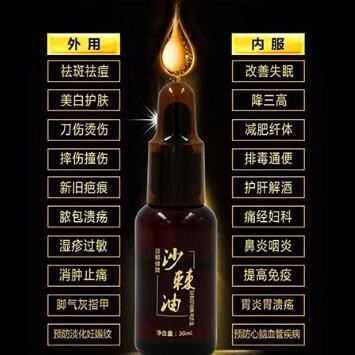 外用
祛斑祛痘
美白护肤
刀伤烫伤
摔伤撞伤
新旧疤痕
脓包溃疡
湿疹过敏
消肿止痛
脚气灰指甲
预防淡化妊娠纹
内服
改善失眠
降三高
减肥纤体
排毒通便
护肝解酒
痛经妇科
鼻炎咽炎
提高免疫
胃炎胃溃疡
预防心脑血管疾病
沙棘油
净含量：30mL